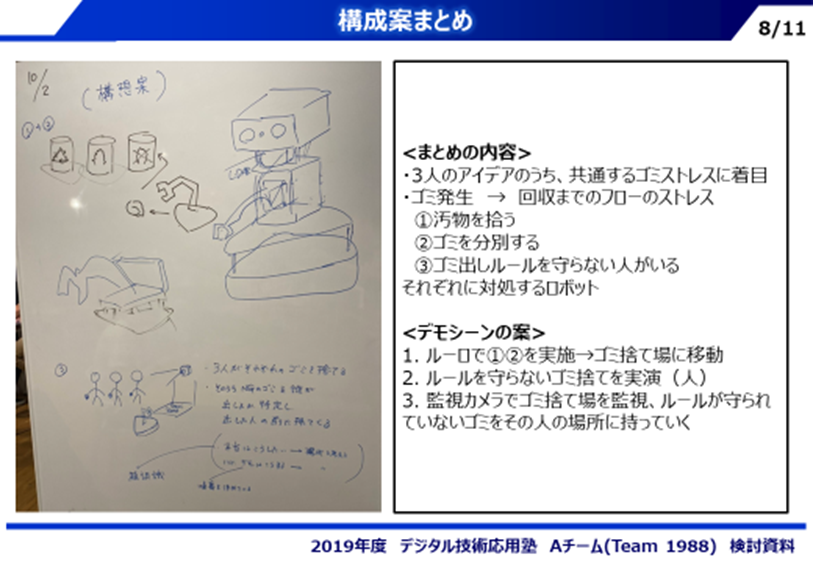 構成案まとめ
8/11
10/2
(構想案)
①+②
③
・3人がそれぞれのゴミを捨てる
<まとめの内容>
・3人のアイデアのうち、共通するゴミストレスに着目
・ゴミ発生 → 回収までのフローのストレス
①汚物を拾う
②ゴミを分別する
③ゴミ出しルールを守らない人がいる
それぞれに対処するロボット
<デモシーンの案>
1. ルーロで①②を実施→ゴミ捨て場に移動
2. ルールを守らないゴミ捨てを実演(人)
3. 監視カメラでゴミ捨て場を監視、ルールが守られ
ていないゴミをその人の場所に持っていく
2019年度 デジタル技術応用塾 Aチーム(Team 1988) 検討資料